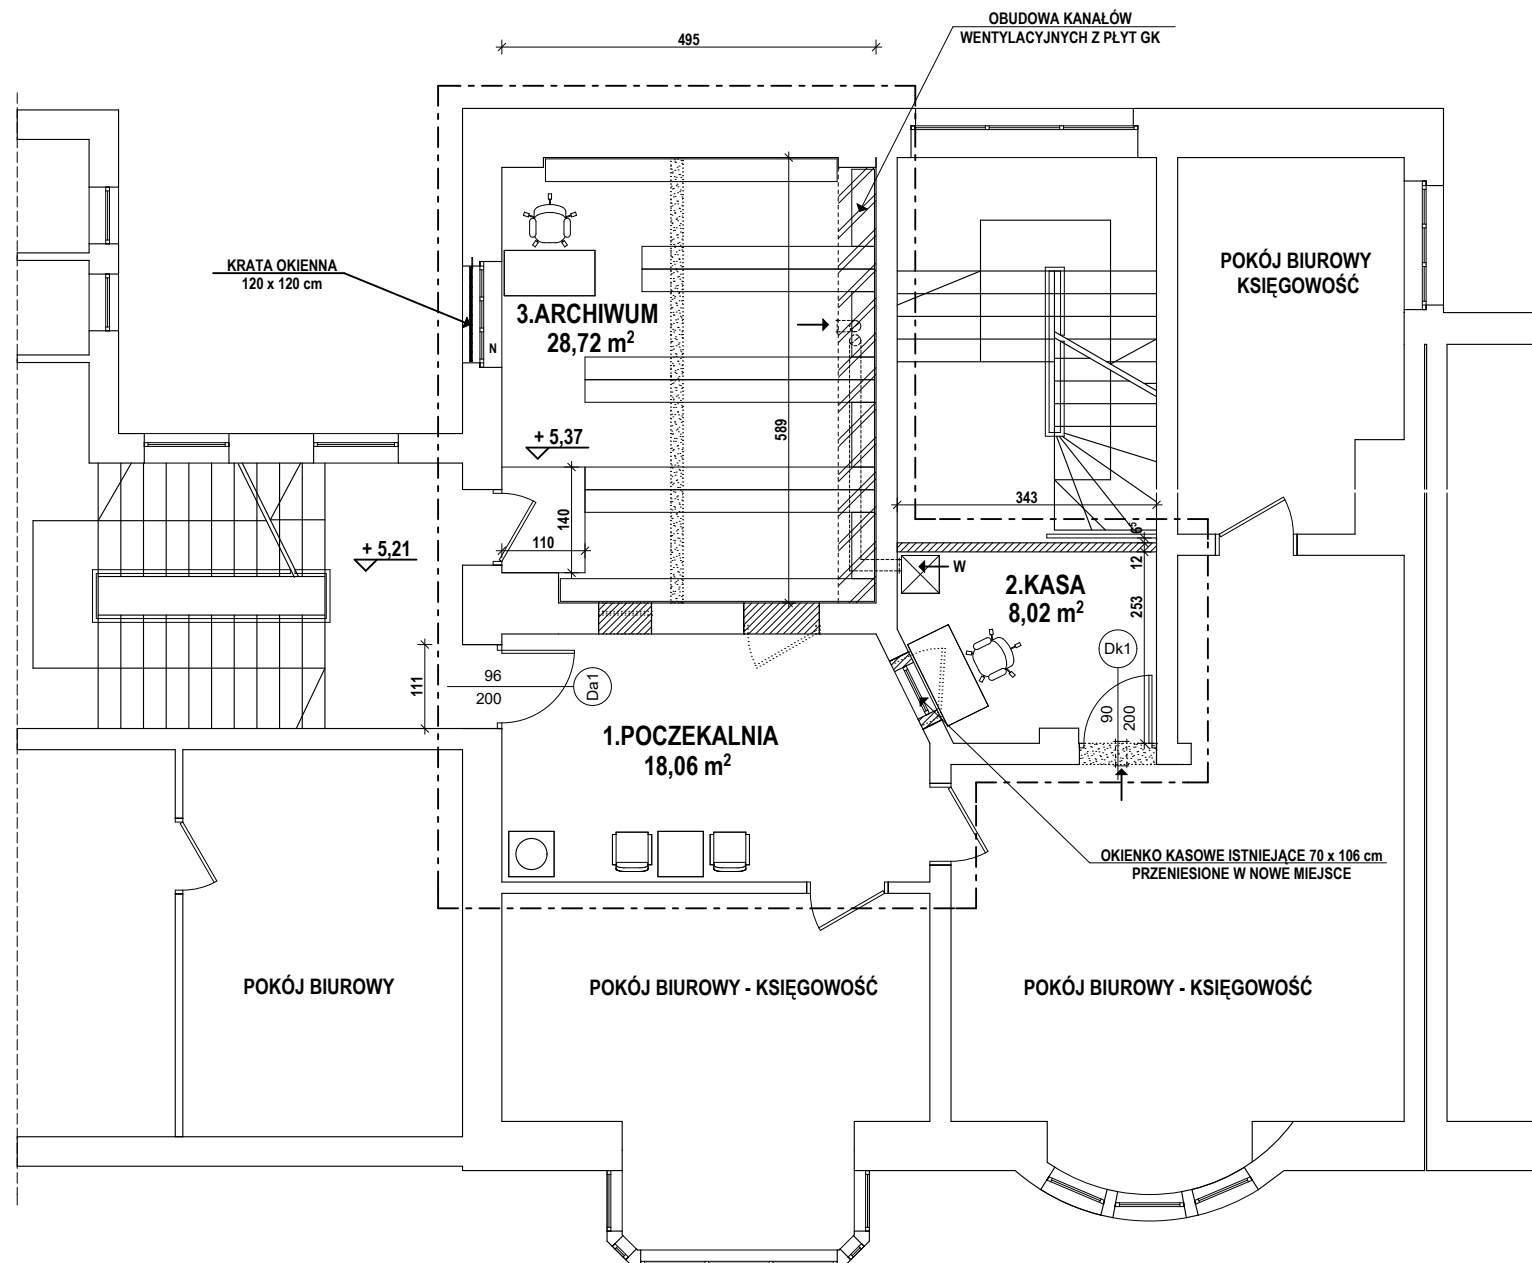 OBUDOWA KANAŁÓW
WENTYLACYJNYCH Z PŁYT GK
495
KRATA OKIENNA
120 x 120 cm
POKÓJ BIUROWY
KSIĘGOWOŚĆ
3.ARCHIWUM
28,72 m²
N
+ 5,37
589
343
140
110
+ 5,21
6⁵
12
W
2.KASA
8,02 m²
253
Dk1
90
200
111
96
200
Da1
1.POCZEKALNIA
18,06 m²
OKIENKO KASOWE ISTNIEJĄCE 70 x 106 cm
PRZENIESIONE W NOWE MIEJSCE
POKÓJ BIUROWY
POKÓJ BIUROWY - KSIĘGOWOŚĆ
POKÓJ BIUROWY - KSIĘGOWOŚĆ